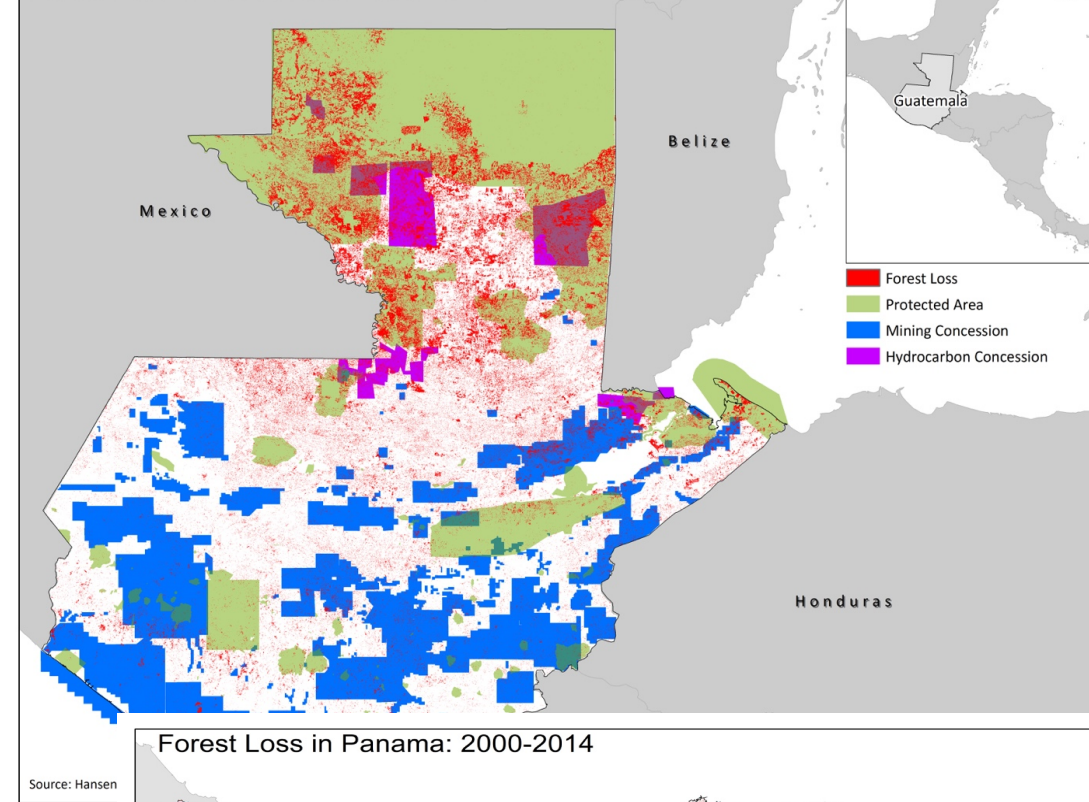 Guatemala
Belize
Mexico
Forest Loss
Protected Area
Mining Concession
Hydrocarbon Concession
Honduras
Forest Loss in Panama: 2000-2014
Source: Hansen